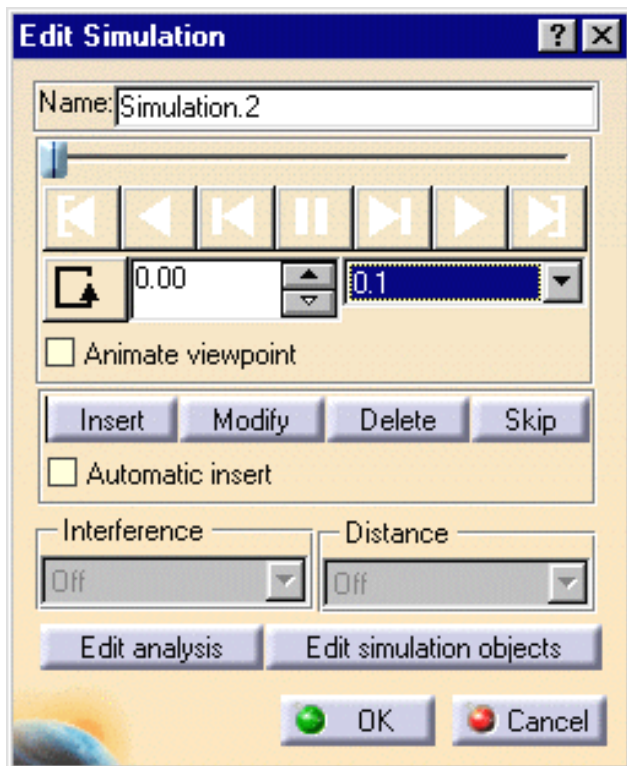 Edit Simulation
Name: Simulation.2
0.00 0.1
Animate viewpoint
Insert Modify Delete Skip
Automatic insert
Interference Distance
Off Off
Edit analysis Edit simulation objects
OK Cancel